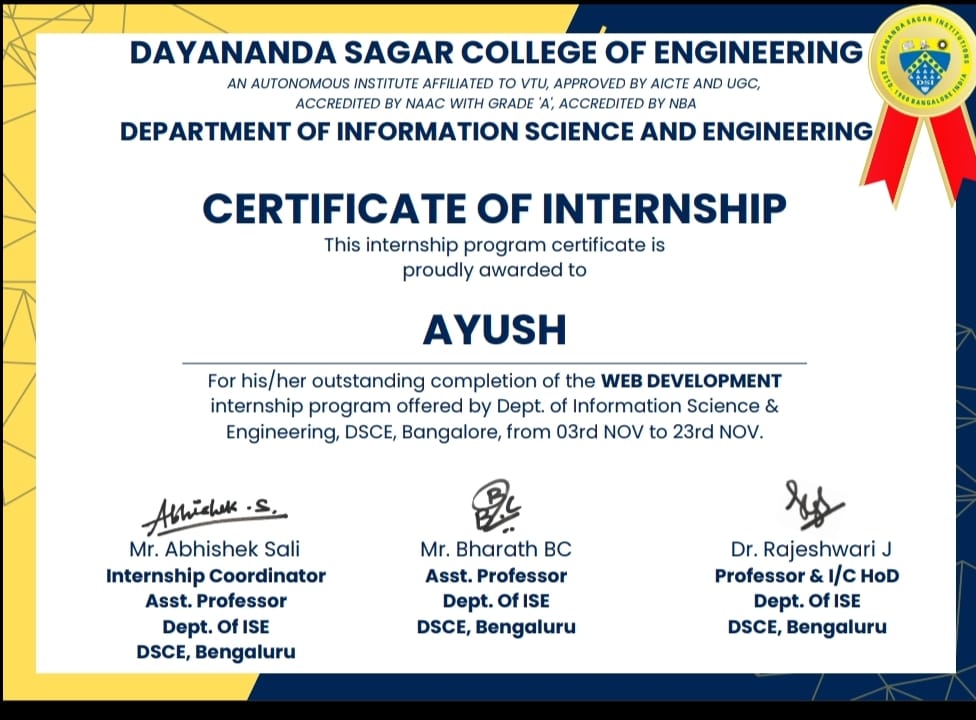 DAYANANDA SAGAR COLLEGE OF ENGINEERING
AN AUTONOMOUS INSTITUTE AFFILIATED TO VTU, APPROVED BY AICTE AND UGC,
ACCREDITED BY NAAC WITH GRADE 'A', ACCREDITED BY NBA
DEPARTMENT OF INFORMATION SCIENCE AND ENGINEERING
DAYANANDA SAGAR INSTITUTIONS
DSI
ESTD. 1960 BANGALORE INDIA
CERTIFICATE OF INTERNSHIP
This internship program certificate is
proudly awarded to
AYUSH
For his/her outstanding completion of the WEB DEVELOPMENT
internship program offered by Dept. of Information Science &
Engineering, DSCE, Bangalore, from 03rd NOV to 23rd NOV.
Abhishek .S.
Mr. Abhishek Sali
Internship Coordinator
Asst. Professor
Dept. Of ISE
DSCE, Bengaluru
Mr. Bharath BC
Asst. Professor
Dept. Of ISE
DSCE, Bengaluru
Dr. Rajeshwari J
Professor & I/C HoD
Dept. Of ISE
DSCE, Bengaluru